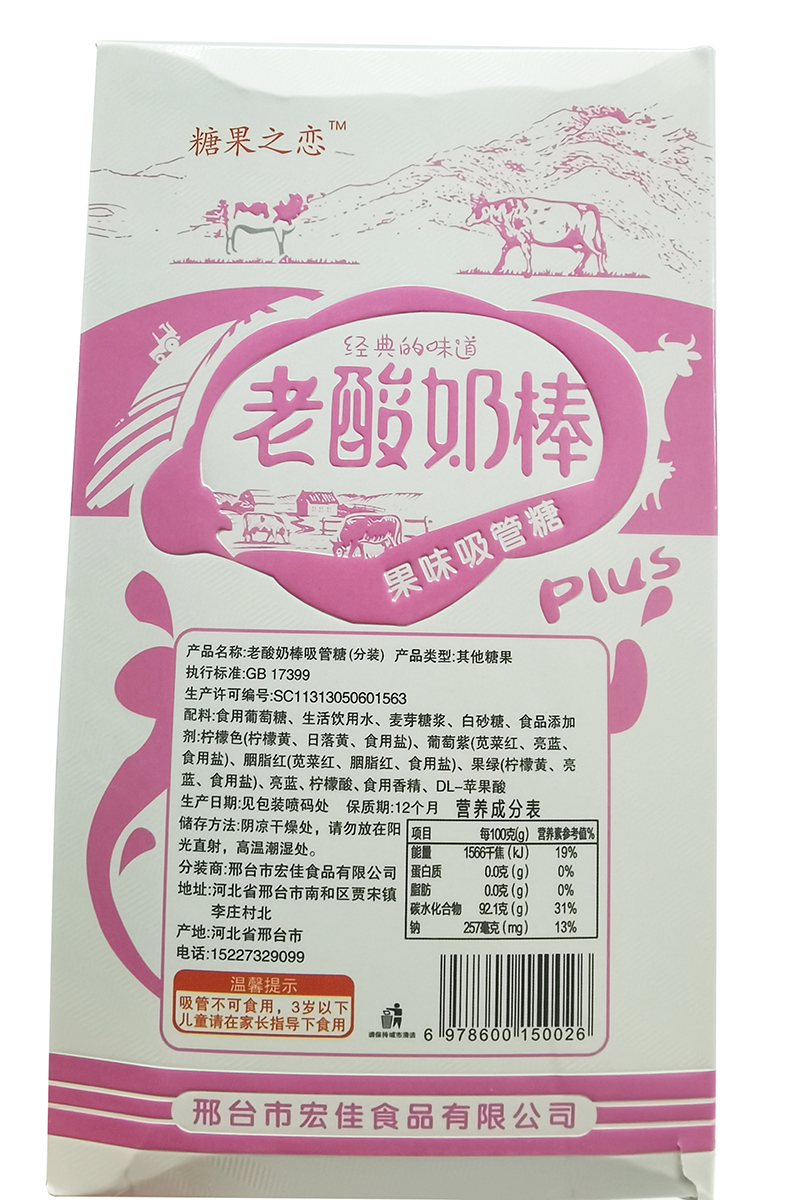 糖果之恋™
经典的味道
老酸奶棒
果味吸管糖
Plus
产品名称:老酸奶棒吸管糖(分装) 产品类型:其他糖果
执行标准:GB 17399
生产许可编号:SC11313050601563
配料:食用葡萄糖、生活饮用水、麦芽糖浆、白砂糖、食品添加
剂:柠檬色(柠檬黄、日落黄、食用盐)、葡萄紫(苋菜红、亮蓝、
食用盐)、胭脂红(苋菜红、胭脂红、食用盐)、果绿(柠檬黄、亮
蓝、食用盐)、亮蓝、柠檬酸、食用香精、DL-苹果酸
生产日期:见包装喷码处 保质期:12个月
储存方法:阴凉干燥处，请勿放在阳
光直射，高温潮湿处。
分装商:邢台市宏佳食品有限公司
地址:河北省邢台市南和区贾宋镇
李庄村北
产地:河北省邢台市
电话:15227329099
营养成分表
项目 每100克(g) 营养素参考值%
能量 1566千焦(kJ) 19%
蛋白质 0.0克(g) 0%
脂肪 0.0克(g) 0%
碳水化合物 92.1克(g) 31%
钠 257毫克(mg) 13%
温馨提示
吸管不可食用，3岁以下
儿童请在家长指导下食用
请保持城市清洁
6 978600 150026
邢台市宏佳食品有限公司